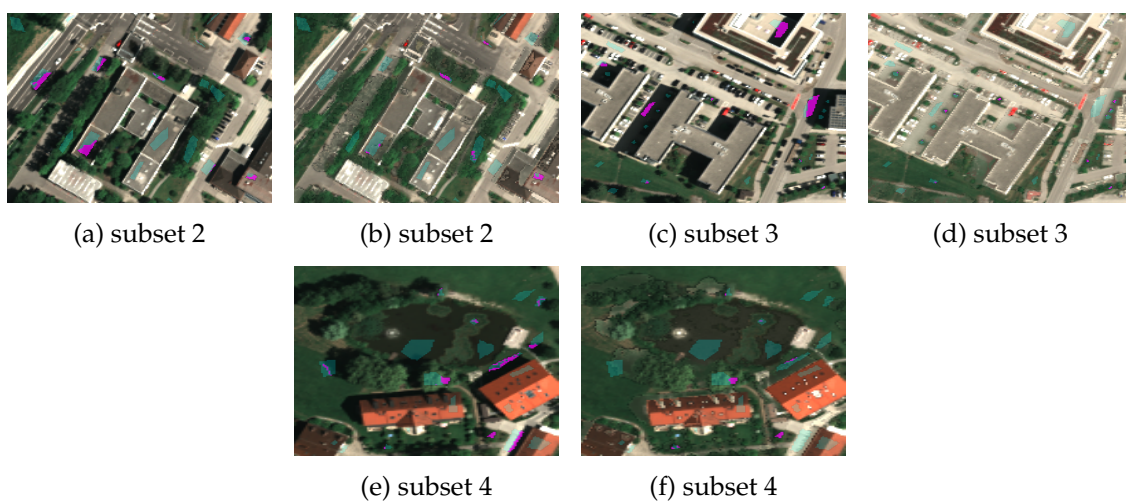 (a) subset 2
(b) subset 2
(c) subset 3
(d) subset 3
(e) subset 4
(f) subset 4